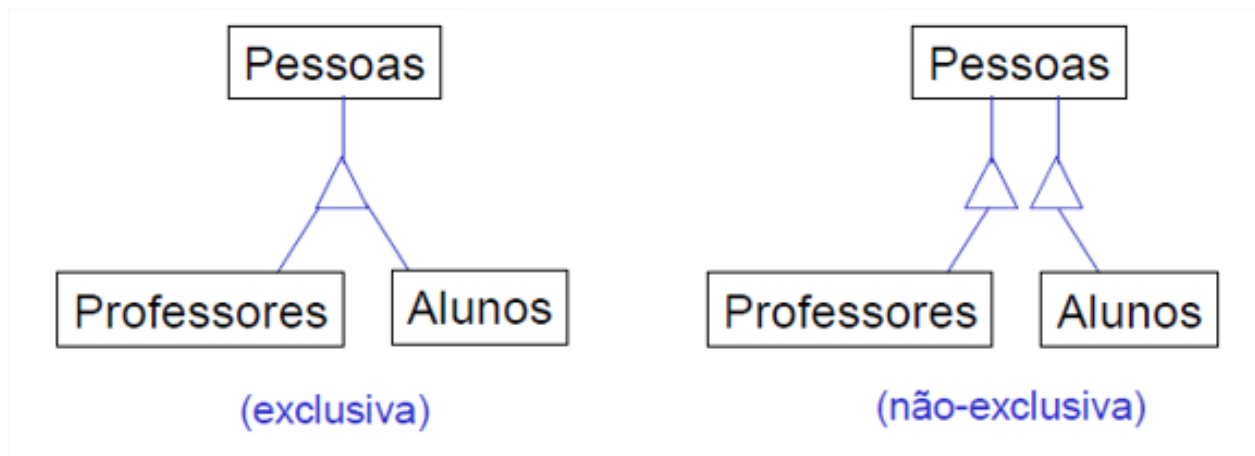 Pessoas
Professores
Alunos
(exclusiva)
Pessoas
Professores
Alunos
(não-exclusiva)